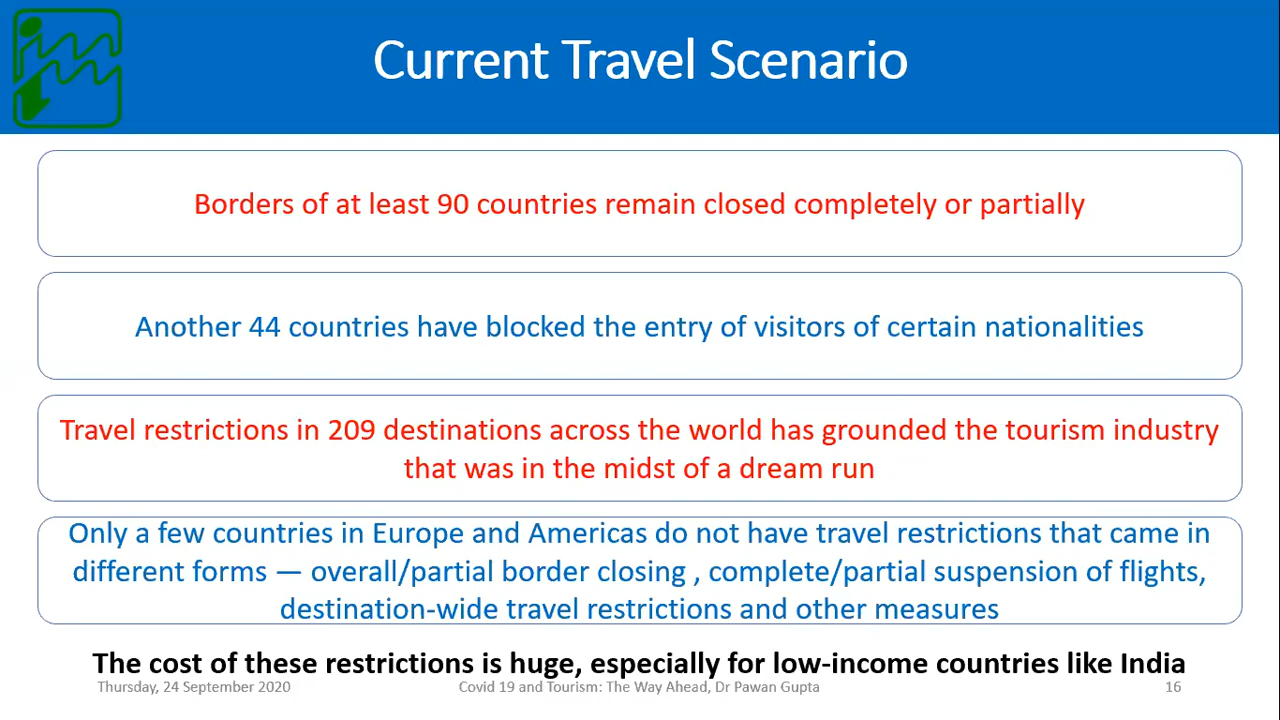 Current Travel Scenario
Borders of at least 90 countries remain closed completely or partially
Another 44 countries have blocked the entry of visitors of certain nationalities
Travel restrictions in 209 destinations across the world has grounded the tourism industry
that was in the midst of a dream run
Only a few countries in Europe and Americas do not have travel restrictions that came in
different forms — overall/partial border closing , complete/partial suspension of flights,
destination-wide travel restrictions and other measures
The cost of these restrictions is huge, especially for low-income countries like India
Thursday, 24 September 2020 Covid 19 and Tourism: The Way Ahead, Dr Pawan Gupta 16